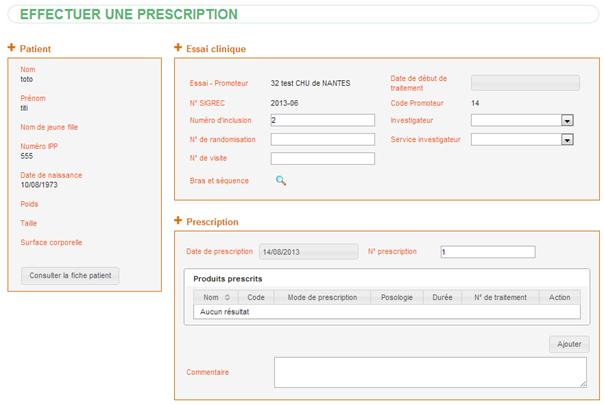 EFFECTUER UNE PRESCRIPTION
Patient
Nom
toto
Prénom
titi
Nom de jeune fille
Numéro IPP
555
Date de naissance
10/08/1973
Poids
Taille
Surface corporelle
Consulter la fiche patient
Essai clinique
Essai - Promoteur 32 test CHU de NANTES Date de début de traitement
N° SIGREC 2013-06 Code Promoteur 14
Numéro d'inclusion 2 Investigateur
N° de randomisation Service investigateur
N° de visite
Bras et séquence
Prescription
Date de prescription 14/08/2013 N° prescription 1
Produits prescrits
Nom Code Mode de prescription Posologie Durée N° de traitement Action
Aucun résultat
Ajouter
Commentaire